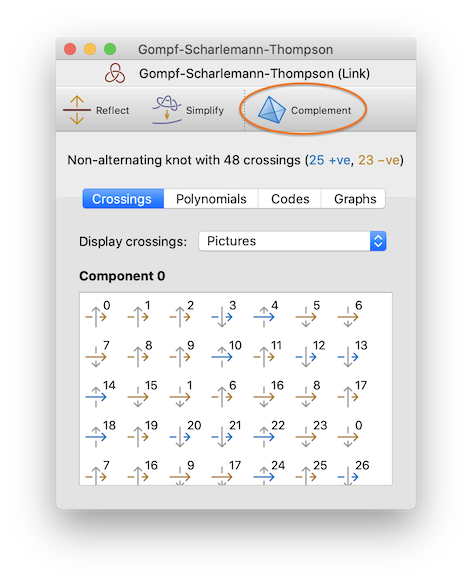 Gompf-Scharlemann-Thompson
Gompf-Scharlemann-Thompson (Link)
Reflect Simplify Complement
Non-alternating knot with 48 crossings (25 +ve, 23 −ve)
Crossings Polynomials Codes Graphs
Display crossings: Pictures
Component 0
0 1 2 3 4 5 6
7 8 9 10 11 12 13
14 15 1 6 16 8 17
18 19 20 21 22 23 0
7 16 9 17 24 25 26